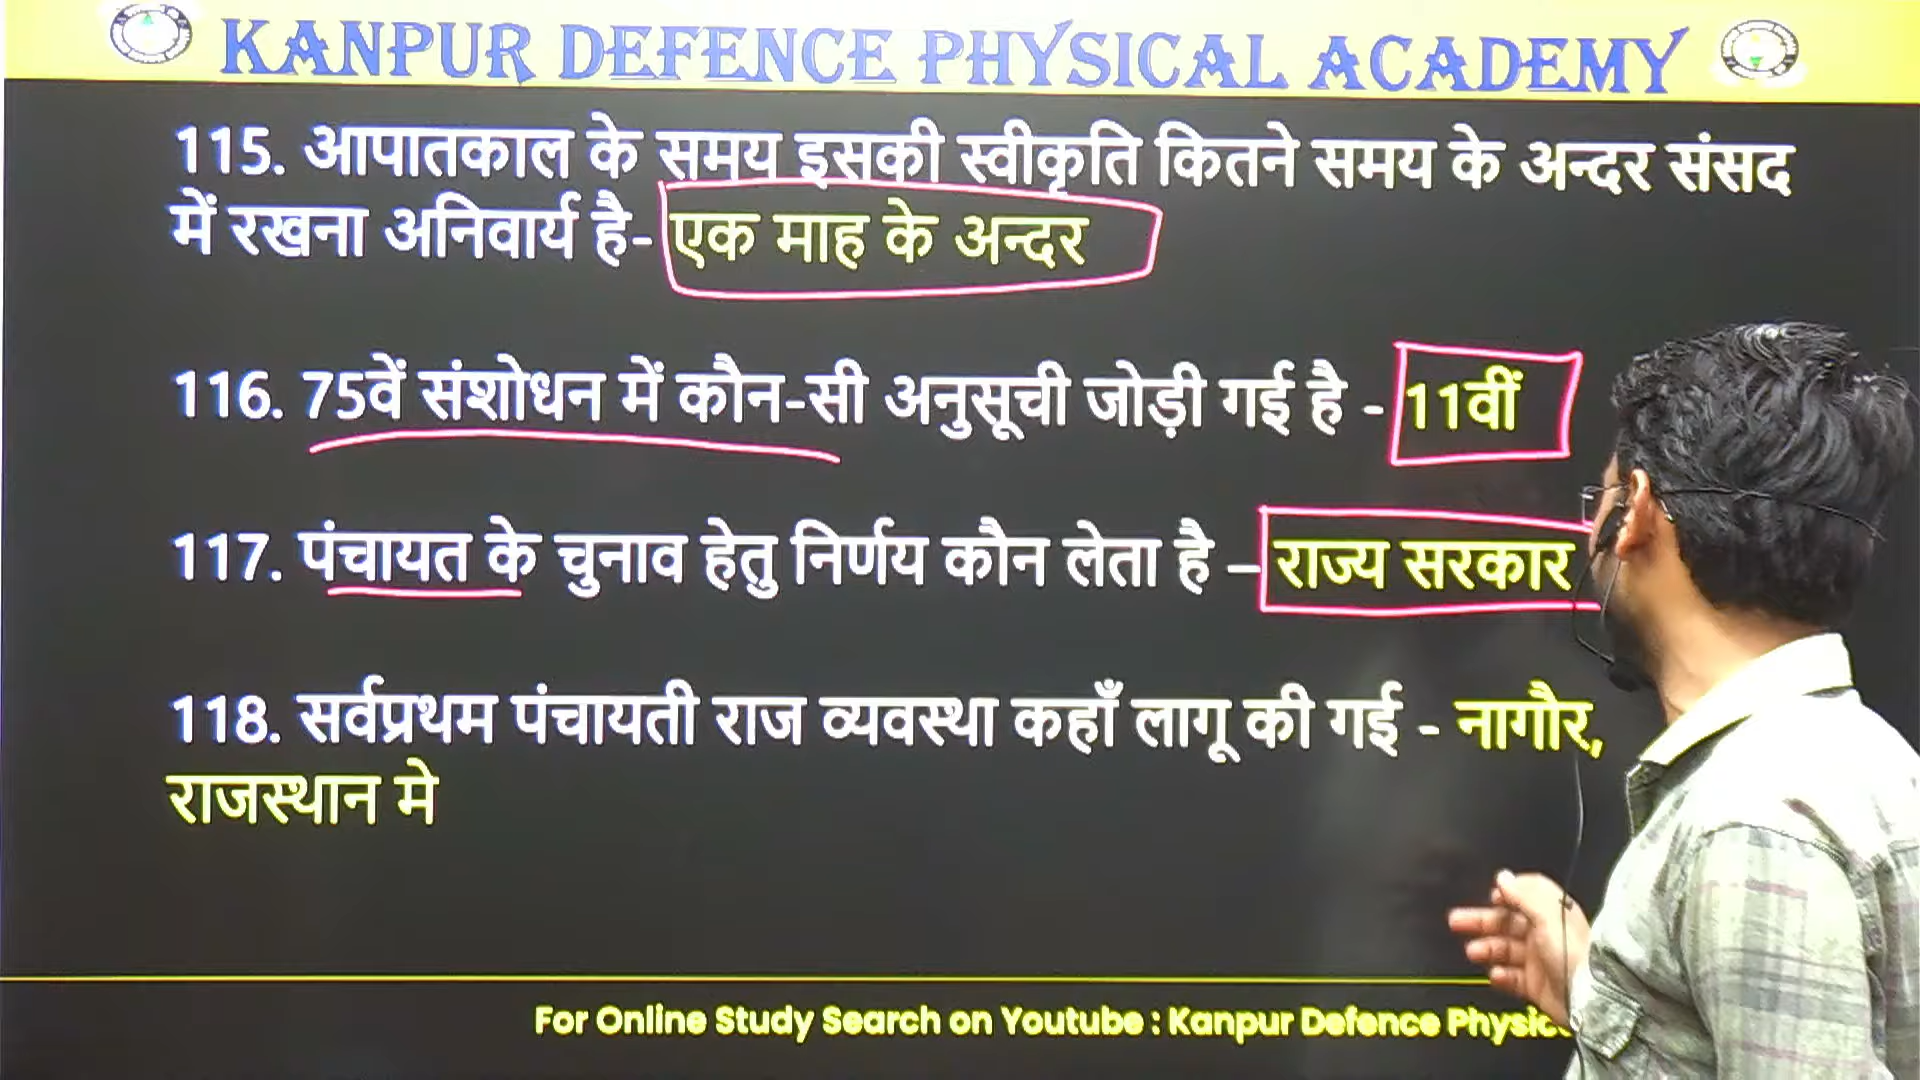 KANPUR DEFENCE PHYSICAL ACADEMY
115. आपातकाल के समय इसकी स्वीकृति कितने समय के अन्दर संसद
में रखना अनिवार्य है- एक माह के अन्दर
116. 75वें संशोधन में कौन-सी अनुसूची जोड़ी गई है - 11वीं
117. पंचायत के चुनाव हेतु निर्णय कौन लेता है – राज्य सरकार
118. सर्वप्रथम पंचायती राज व्यवस्था कहाँ लागू की गई - नागौर,
राजस्थान मे
For Online Study Search on Youtube : Kanpur Defence